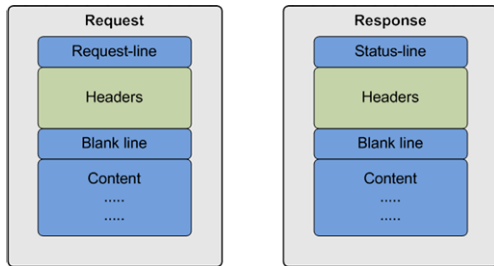 Request
Request-line
Headers
Blank line
Content
.....
.....
Response
Status-line
Headers
Blank line
Content
.....
.....